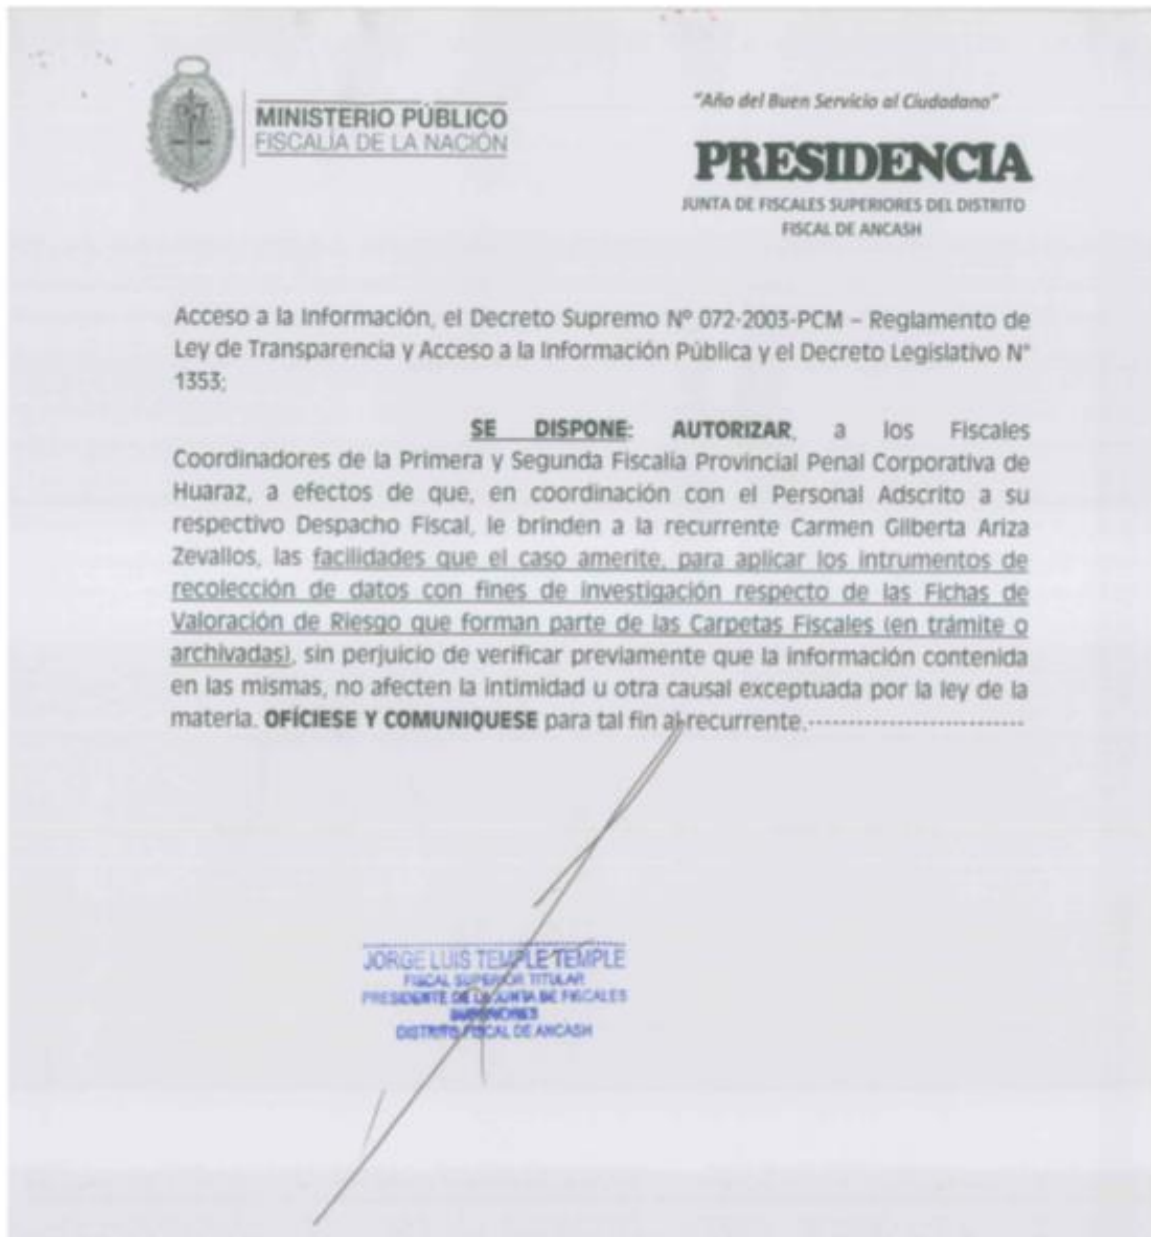 MINISTERIO PÚBLICO
FISCALÍA DE LA NACIÓN
"Año del Buen Servicio al Ciudadano"
PRESIDENCIA
JUNTA DE FISCALES SUPERIORES DEL DISTRITO
FISCAL DE ANCASH
Acceso a la Información, el Decreto Supremo Nº 072-2003-PCM – Reglamento de
Ley de Transparencia y Acceso a la Información Pública y el Decreto Legislativo N°
1353;
SE DISPONE: AUTORIZAR, a los Fiscales
Coordinadores de la Primera y Segunda Fiscalía Provincial Penal Corporativa de
Huaraz, a efectos de que, en coordinación con el Personal Adscrito a su
respectivo Despacho Fiscal, le brinden a la recurrente Carmen Gilberta Ariza
Zevallos, las facilidades que el caso amerite, para aplicar los intrumentos de
recolección de datos con fines de investigación respecto de las Fichas de
Valoración de Riesgo que forman parte de las Carpetas Fiscales (en trámite o
archivadas), sin perjuicio de verificar previamente que la información contenida
en las mismas, no afecten la intimidad u otra causal exceptuada por la ley de la
materia. OFÍCIESE Y COMUNIQUESE para tal fin al recurrente.------------------------
JORGE LUIS TEMPLE TEMPLE
FISCAL SUPERIOR TITULAR
PRESIDENTE DE LA JUNTA DE FISCALES
SUPERIORES
DISTRITO FISCAL DE ANCASH